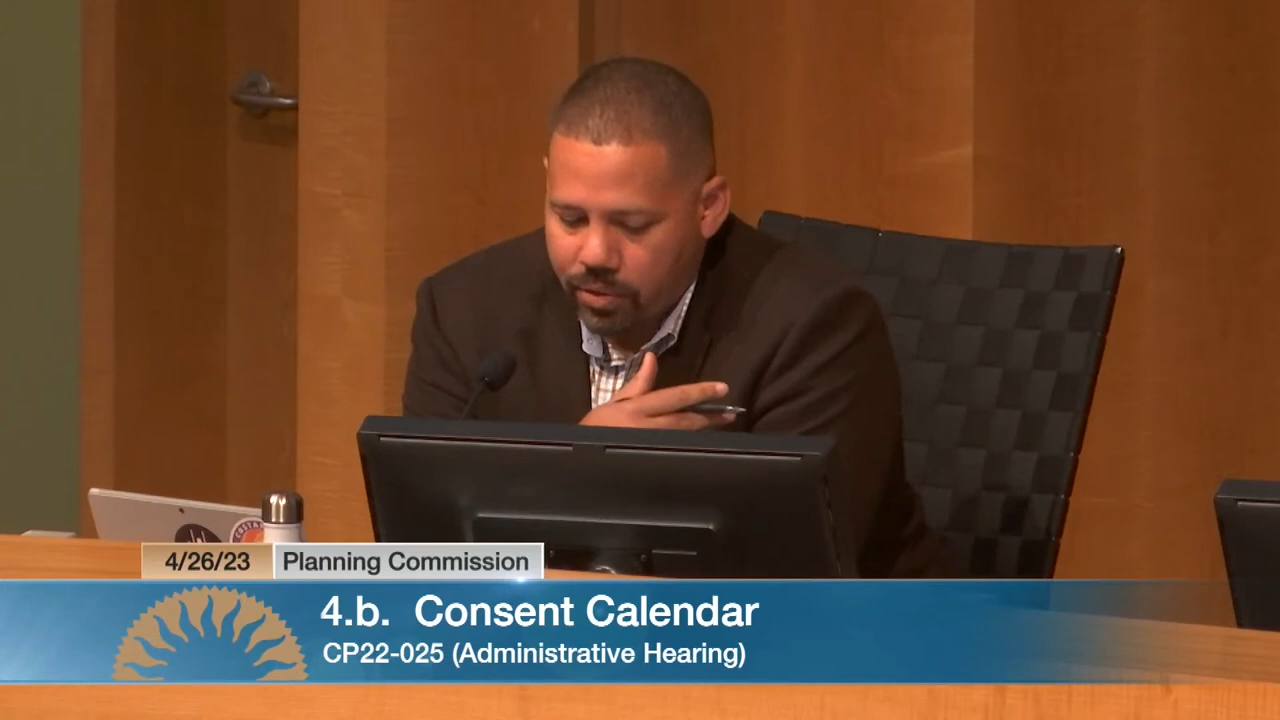 4/26/23 Planning Commission
4.b. Consent Calendar
CP22-025 (Administrative Hearing)